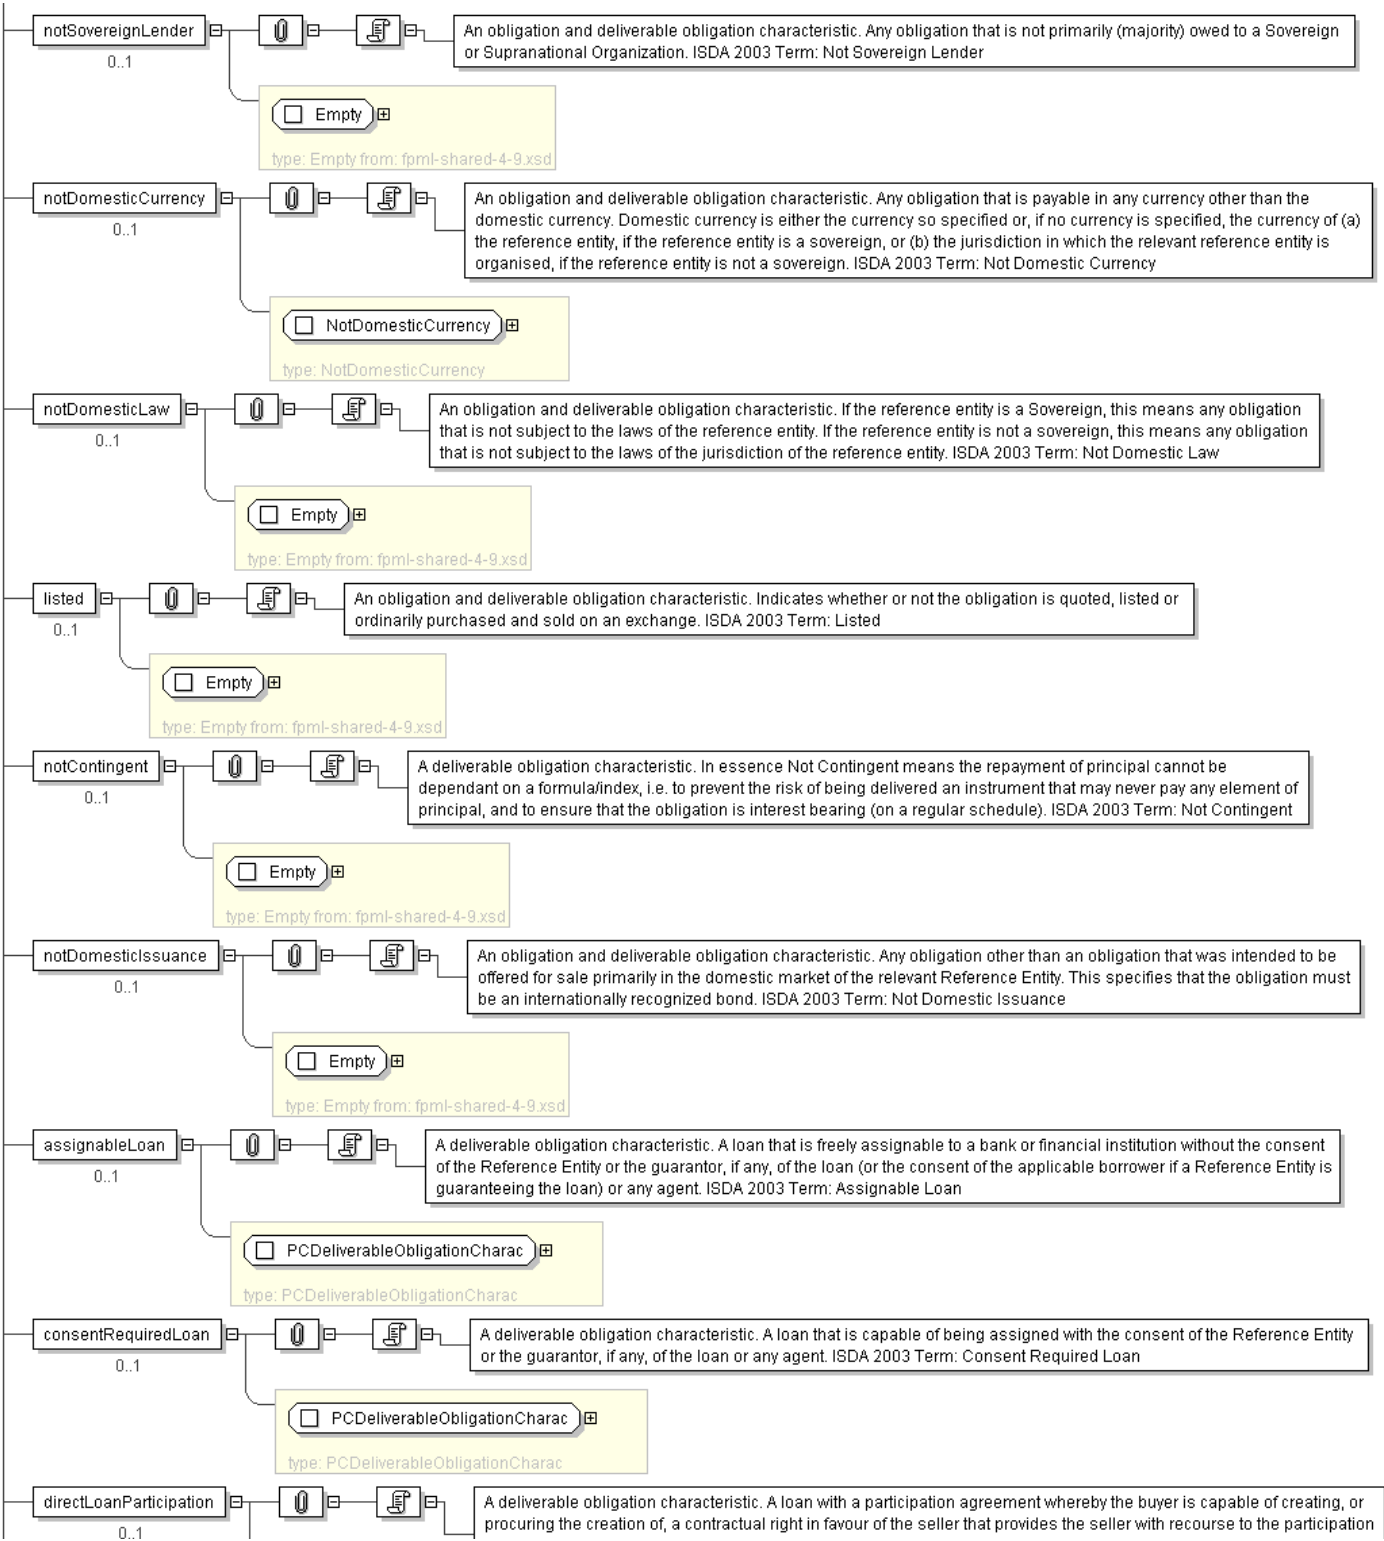 notSovereignLender
0..1
An obligation and deliverable obligation characteristic. Any obligation that is not primarily (majority) owed to a Sovereign
or Supranational Organization. ISDA 2003 Term: Not Sovereign Lender
Empty
type: Empty from: fpml-shared-4-9.xsd
notDomesticCurrency
0..1
An obligation and deliverable obligation characteristic. Any obligation that is payable in any currency other than the
domestic currency. Domestic currency is either the currency so specified or, if no currency is specified, the currency of (a)
the reference entity, if the reference entity is a sovereign, or (b) the jurisdiction in which the relevant reference entity is
organised, if the reference entity is not a sovereign. ISDA 2003 Term: Not Domestic Currency
NotDomesticCurrency
type: NotDomesticCurrency
notDomesticLaw
0..1
An obligation and deliverable obligation characteristic. If the reference entity is a Sovereign, this means any obligation
that is not subject to the laws of the reference entity. If the reference entity is not a sovereign, this means any obligation
that is not subject to the laws of the jurisdiction of the reference entity. ISDA 2003 Term: Not Domestic Law
Empty
type: Empty from: fpml-shared-4-9.xsd
listed
0..1
An obligation and deliverable obligation characteristic. Indicates whether or not the obligation is quoted, listed or
ordinarily purchased and sold on an exchange. ISDA 2003 Term: Listed
Empty
type: Empty from: fpml-shared-4-9.xsd
notContingent
0..1
A deliverable obligation characteristic. In essence Not Contingent means the repayment of principal cannot be
dependant on a formula/index, i.e. to prevent the risk of being delivered an instrument that may never pay any element of
principal, and to ensure that the obligation is interest bearing (on a regular schedule). ISDA 2003 Term: Not Contingent
Empty
type: Empty from: fpml-shared-4-9.xsd
notDomesticIssuance
0..1
An obligation and deliverable obligation characteristic. Any obligation other than an obligation that was intended to be
offered for sale primarily in the domestic market of the relevant Reference Entity. This specifies that the obligation must
be an internationally recognized bond. ISDA 2003 Term: Not Domestic Issuance
Empty
type: Empty from: fpml-shared-4-9.xsd
assignableLoan
0..1
A deliverable obligation characteristic. A loan that is freely assignable to a bank or financial institution without the consent
of the Reference Entity or the guarantor, if any, of the loan (or the consent of the applicable borrower if a Reference Entity is
guaranteeing the loan) or any agent. ISDA 2003 Term: Assignable Loan
PCDeliverableObligationCharac
type: PCDeliverableObligationCharac
consentRequiredLoan
0..1
A deliverable obligation characteristic. A loan that is capable of being assigned with the consent of the Reference Entity
or the guarantor, if any, of the loan or any agent. ISDA 2003 Term: Consent Required Loan
PCDeliverableObligationCharac
type: PCDeliverableObligationCharac
directLoanParticipation
0..1
A deliverable obligation characteristic. A loan with a participation agreement whereby the buyer is capable of creating, or
procuring the creation of, a contractual right in favour of the seller that provides the seller with recourse to the participation